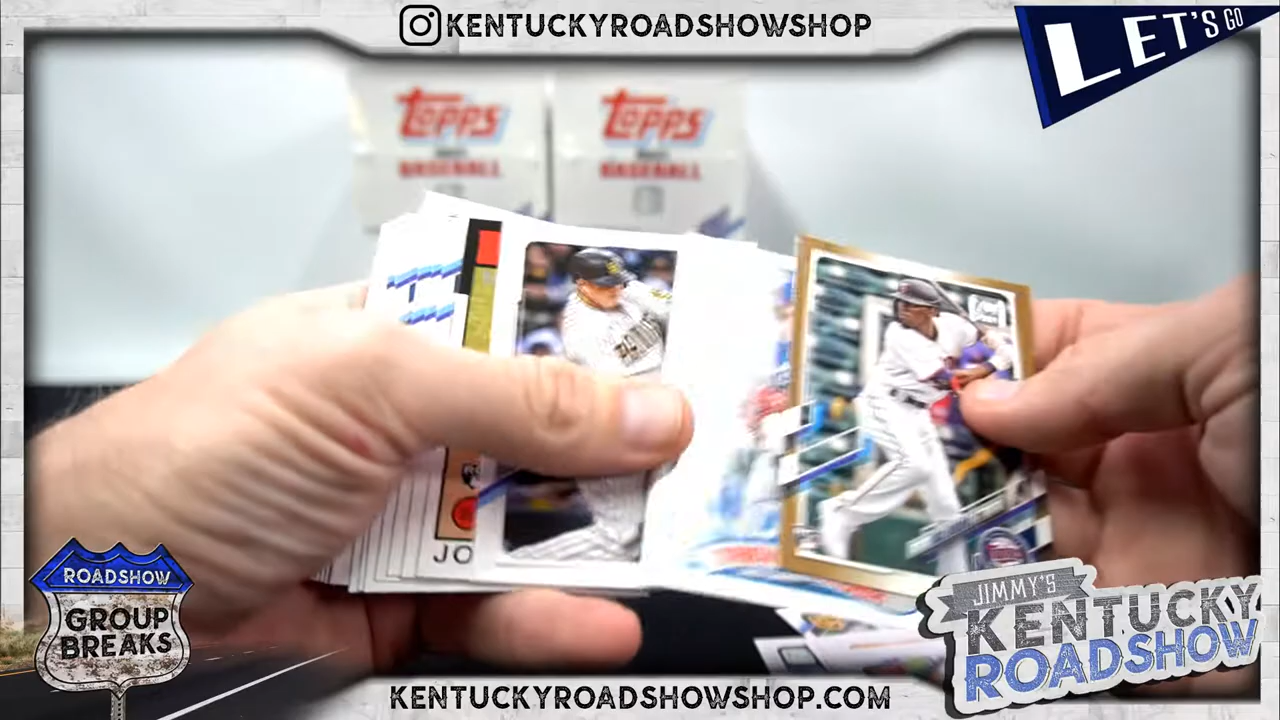 KENTUCKYROADSHOWSHOP
LET'S GO
TOPPS
BASEBALL
TOPPS
BASEBALL
JO
ROADSHOW
GROUP
BREAKS
JIMMY'S
KENTUCKY
ROADSHOW
KENTUCKYROADSHOWSHOP.COM